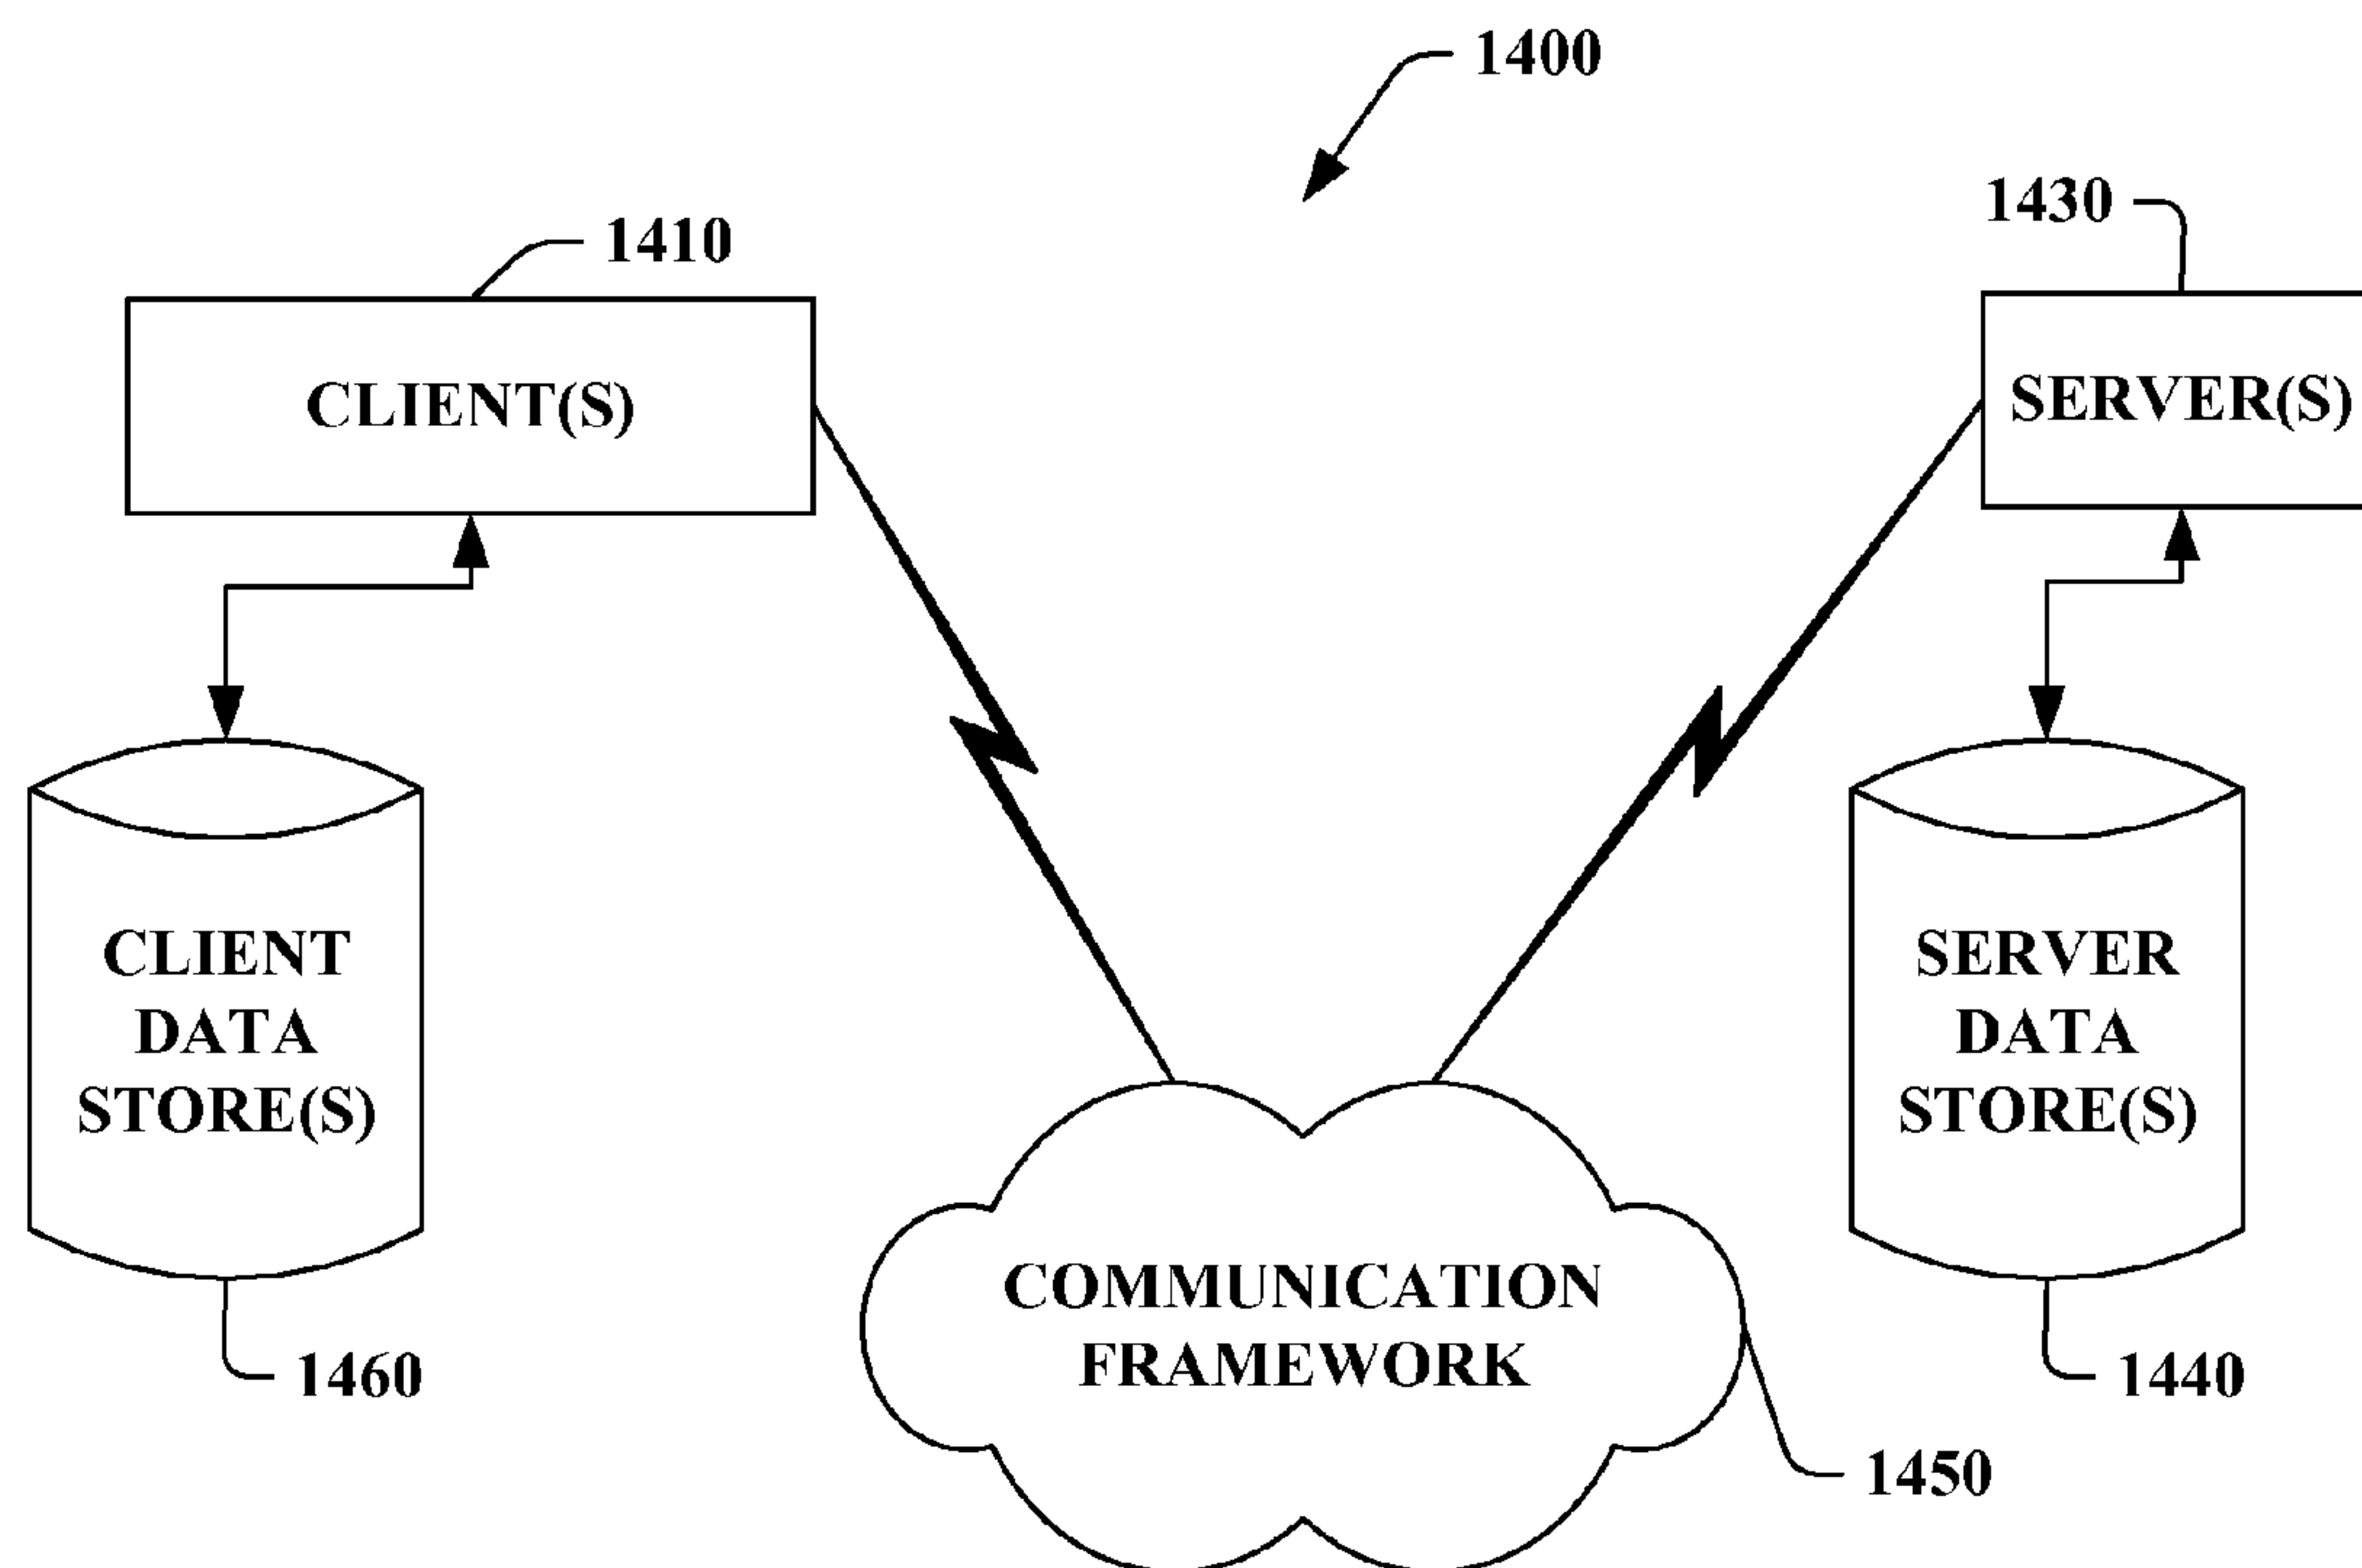 1400
1410
1430
CLIENT(S)
SERVER(S)
CLIENT
DATA
STORE(S)
SERVER
DATA
STORE(S)
COMMUNICATION
FRAMEWORK
1460
1440
1450